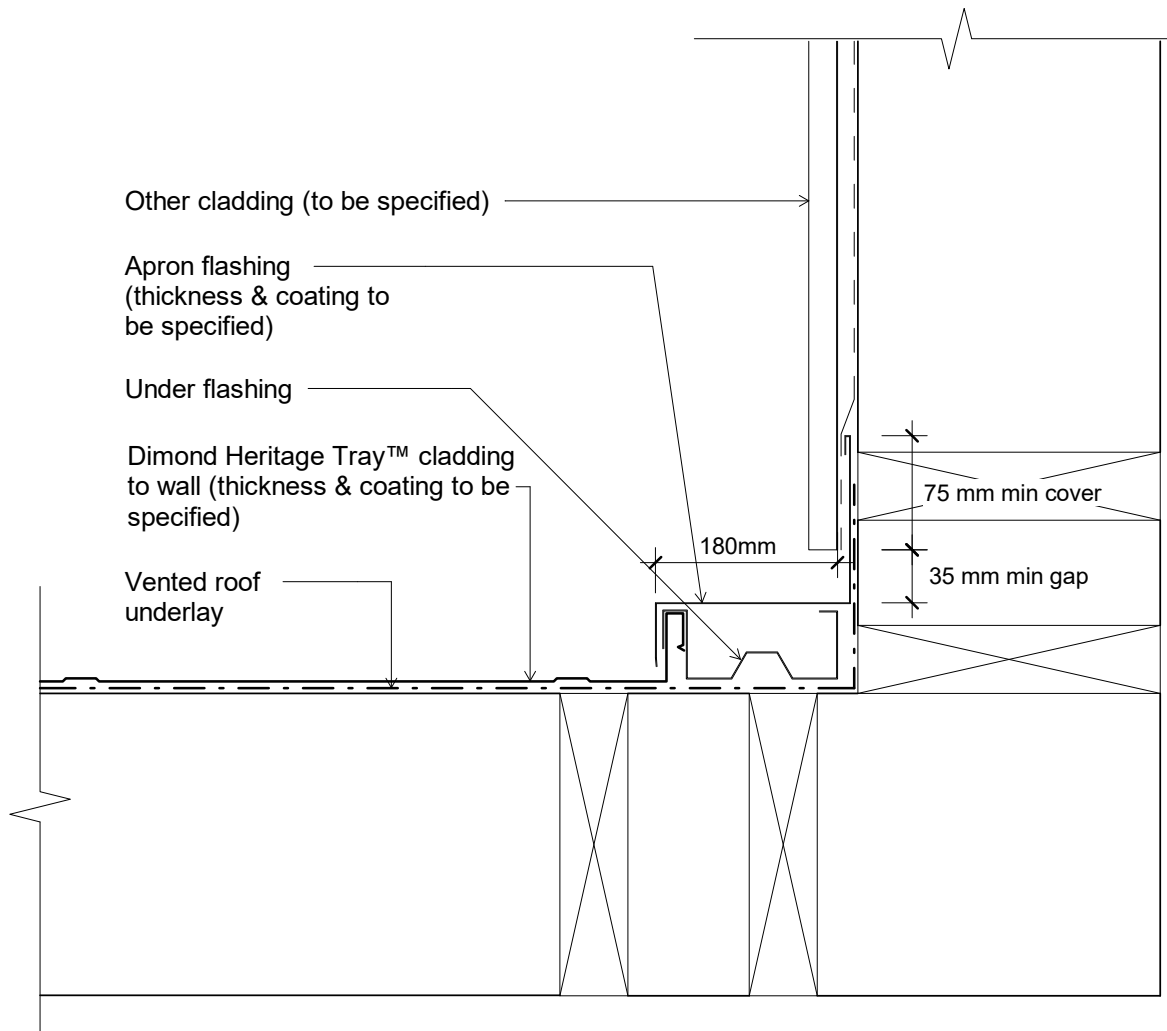 Other cladding (to be specified)
Apron flashing
(thickness & coating to
be specified)
Under flashing
Dimond Heritage Tray™ cladding
to wall (thickness & coating to be
specified)
Vented roof
underlay
180mm
75 mm min cover
35 mm min gap